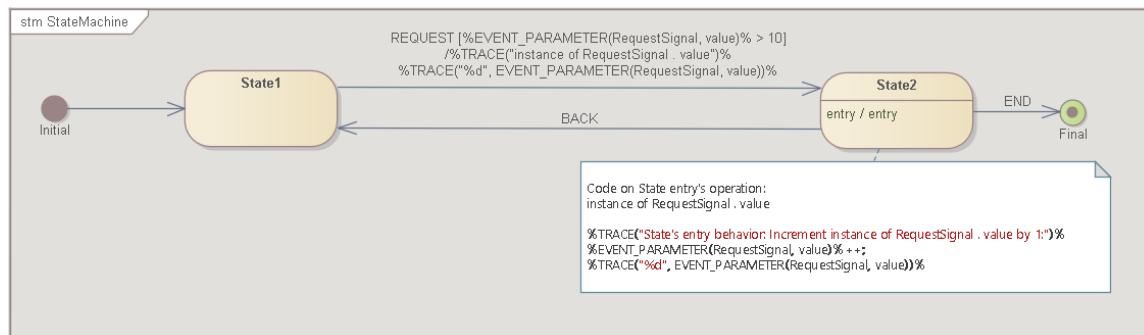 stm StateMachine
REQUEST [%EVENT_PARAMETER(RequestSignal, value)% > 10]
/%TRACE("instance of RequestSignal . value")%
%TRACE("%d", EVENT_PARAMETER(RequestSignal, value))%
State1
State2
entry / entry
Initial
BACK
END
Final
Code on State entry's operation:
instance of RequestSignal . value
%TRACE("State's entry behavior: Increment instance of RequestSignal . value by 1:")%
%EVENT_PARAMETER(RequestSignal, value)% ++;
%TRACE("%d", EVENT_PARAMETER(RequestSignal, value))%